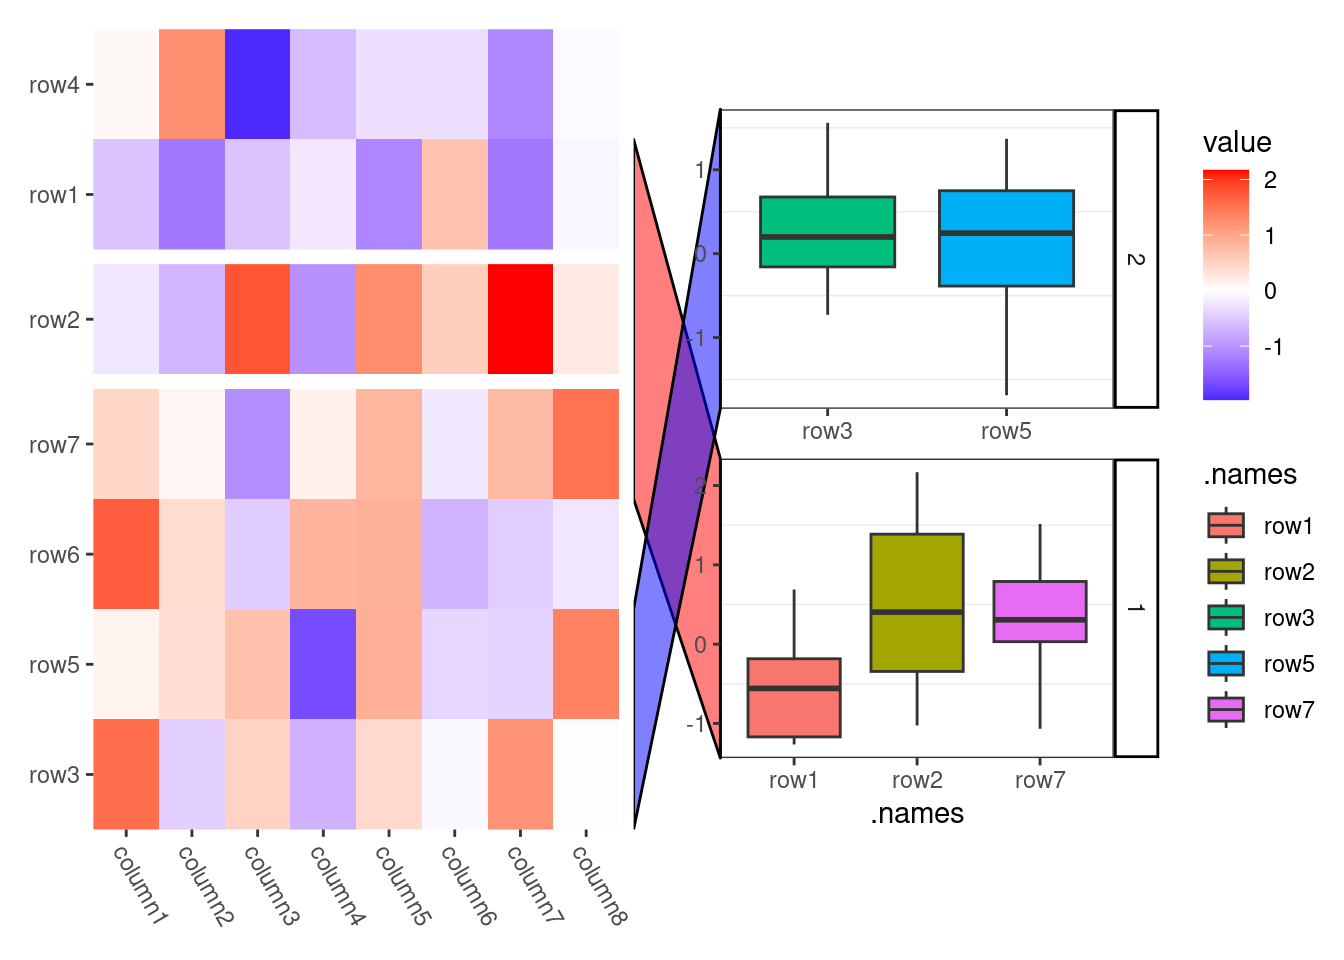 row4
row1
row2
row7
row6
row5
row3
column1
column2
column3
column4
column5
column6
column7
column8
1
0
-1
row3
row5
2
2
1
0
-1
row1
row2
row7
.names
1
value
2
1
0
-1
.names
row1
row2
row3
row5
row7